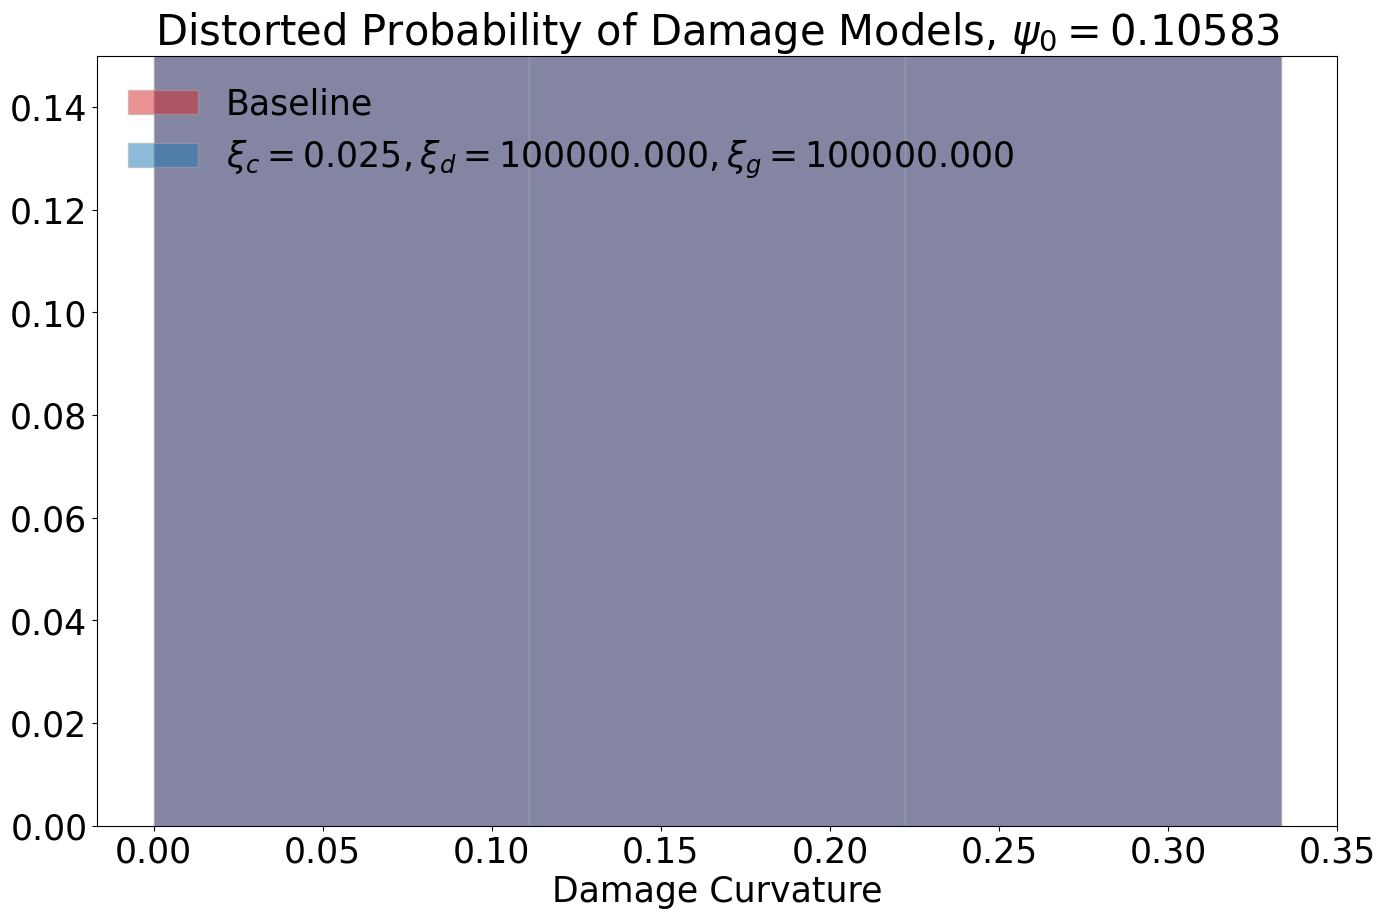 Distorted Probability of Damage Models, ψ₀ = 0.10583
Baseline
ξ_c = 0.025, ξ_d = 100000.000, ξ_g = 100000.000
0.14
0.12
0.10
0.08
0.06
0.04
0.02
0.00
0.00 0.05 0.10 0.15 0.20 0.25 0.30 0.35
Damage Curvature